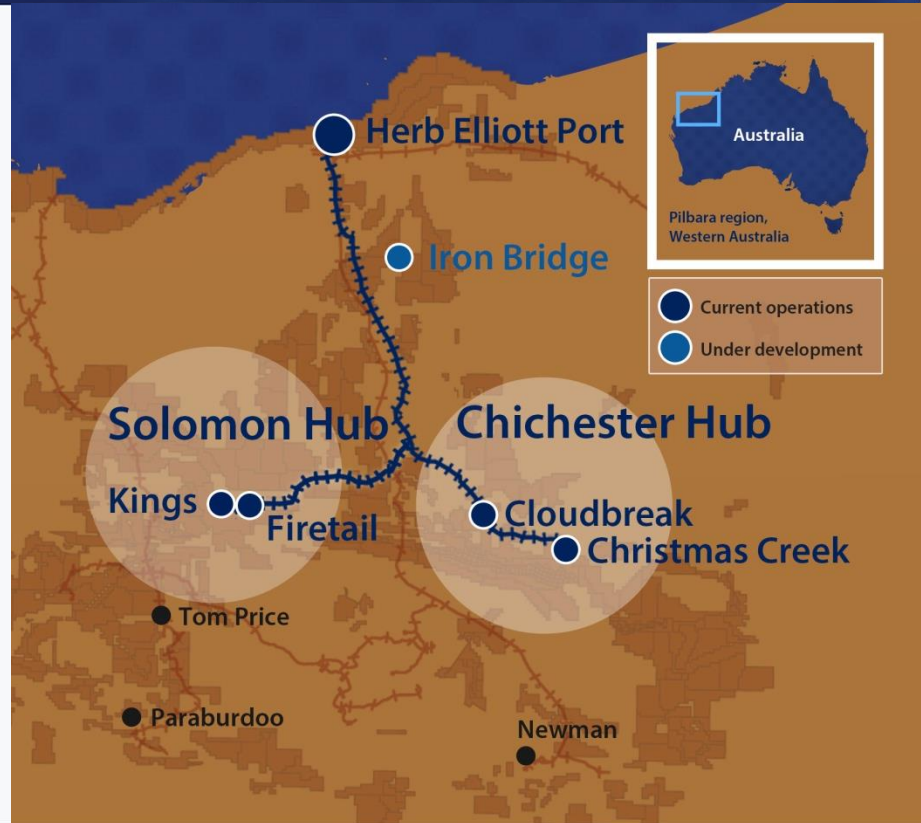 Herb Elliott Port
Australia
Pilbara region,
Western Australia
Iron Bridge
Current operations
Under development
Solomon Hub
Chichester Hub
Kings
Firetail
Cloudbreak
Christmas Creek
Tom Price
Paraburdoo
Newman